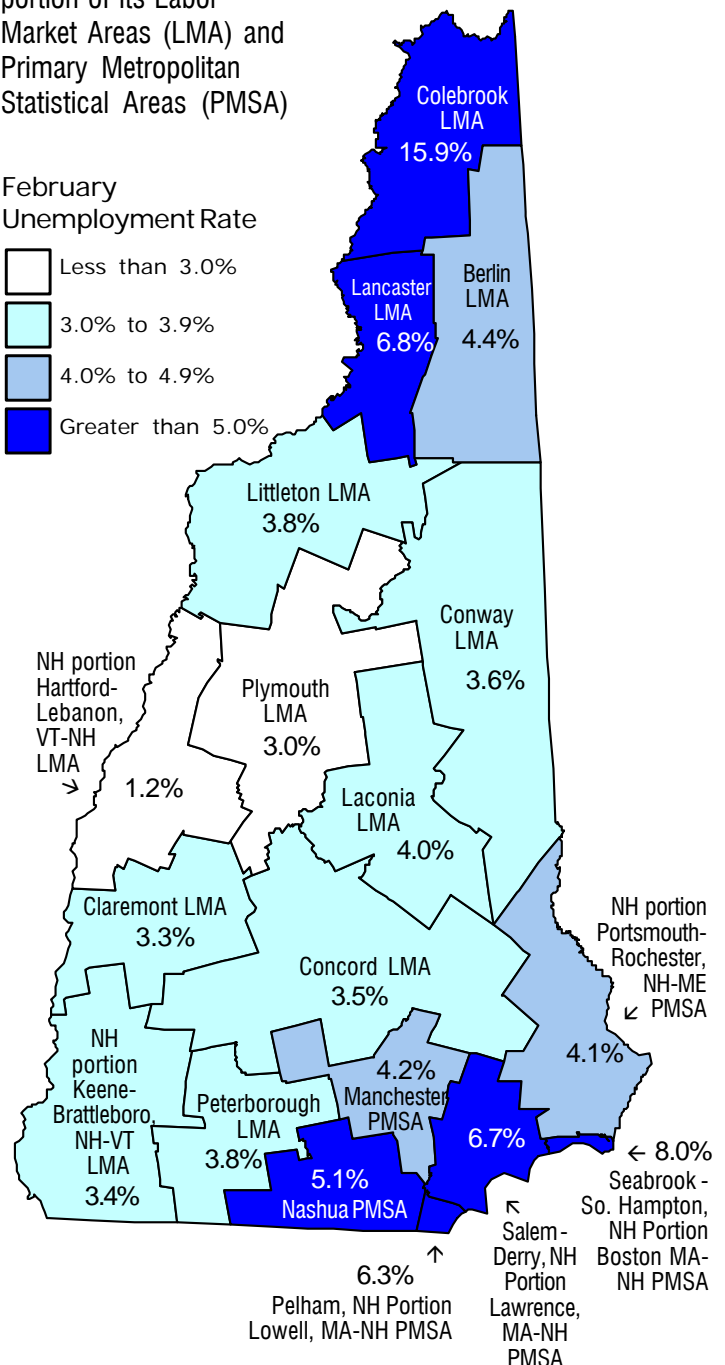 portion of its Labor
Market Areas (LMA) and
Primary Metropolitan
Statistical Areas (PMSA)
February
Unemployment Rate
Less than 3.0%
3.0% to 3.9%
4.0% to 4.9%
Greater than 5.0%
Colebrook
LMA
15.9%
Lancaster
LMA
6.8%
Berlin
LMA
4.4%
Littleton LMA
3.8%
Conway
LMA
3.6%
NH portion
Hartford-
Lebanon,
VT-NH
LMA
1.2%
Plymouth
LMA
3.0%
Laconia
LMA
4.0%
Claremont LMA
3.3%
Concord LMA
3.5%
NH portion
Portsmouth-
Rochester,
NH-ME
PMSA
4.1%
NH
portion
Keene-
Brattleboro,
NH-VT
LMA
3.4%
Peterborough
LMA
3.8%
4.2%
Manchester
PMSA
6.7%
5.1%
Nashua PMSA
8.0%
Seabrook -
So. Hampton,
NH Portion
Boston MA-
NH PMSA
6.3%
Pelham, NH Portion
Lowell, MA-NH PMSA
Salem -
Derry, NH
Portion
Lawrence,
MA-NH
PMSA